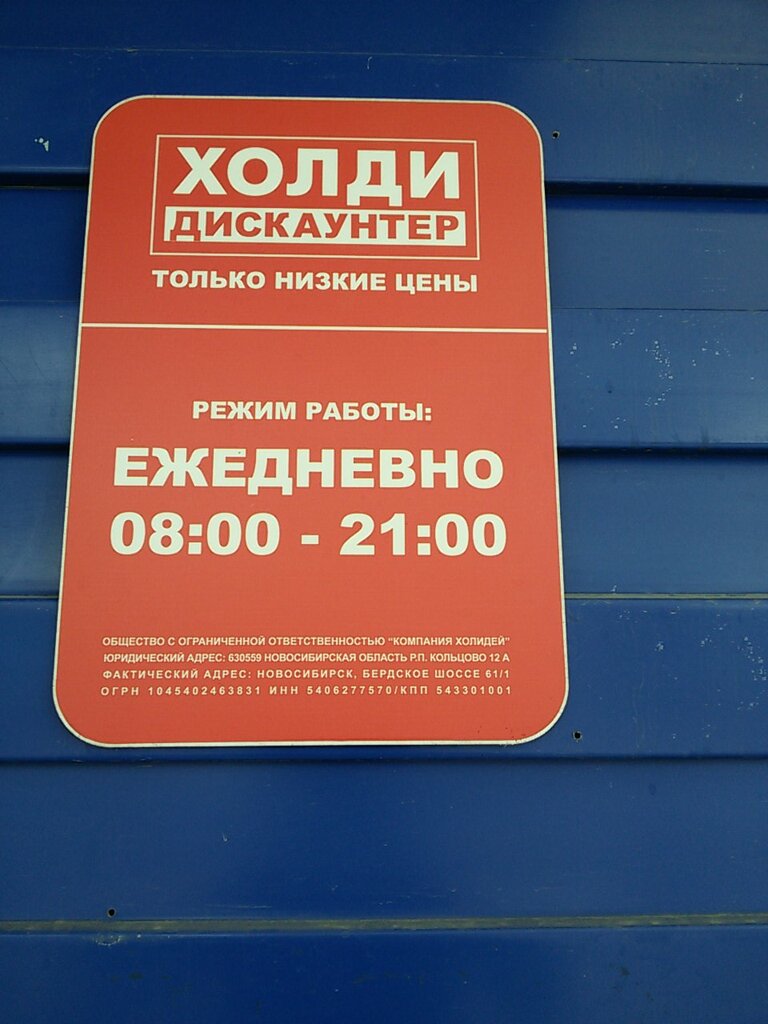 ХОЛДИ
ДИСКАУНТЕР
ТОЛЬКО НИЗКИЕ ЦЕНЫ
РЕЖИМ РАБОТЫ:
ЕЖЕДНЕВНО
08:00 - 21:00
ОБЩЕСТВО С ОГРАНИЧЕННОЙ ОТВЕТСТВЕННОСТЬЮ "КОМПАНИЯ ХОЛИДЕЙ"
ЮРИДИЧЕСКИЙ АДРЕС: 630559 НОВОСИБИРСКАЯ ОБЛАСТЬ Р.П. КОЛЬЦОВО 12 А
ФАКТИЧЕСКИЙ АДРЕС: НОВОСИБИРСК, БЕРДСКОЕ ШОССЕ 61/1
ОГРН 1045402463831 ИНН 5406277570/КПП 543301001